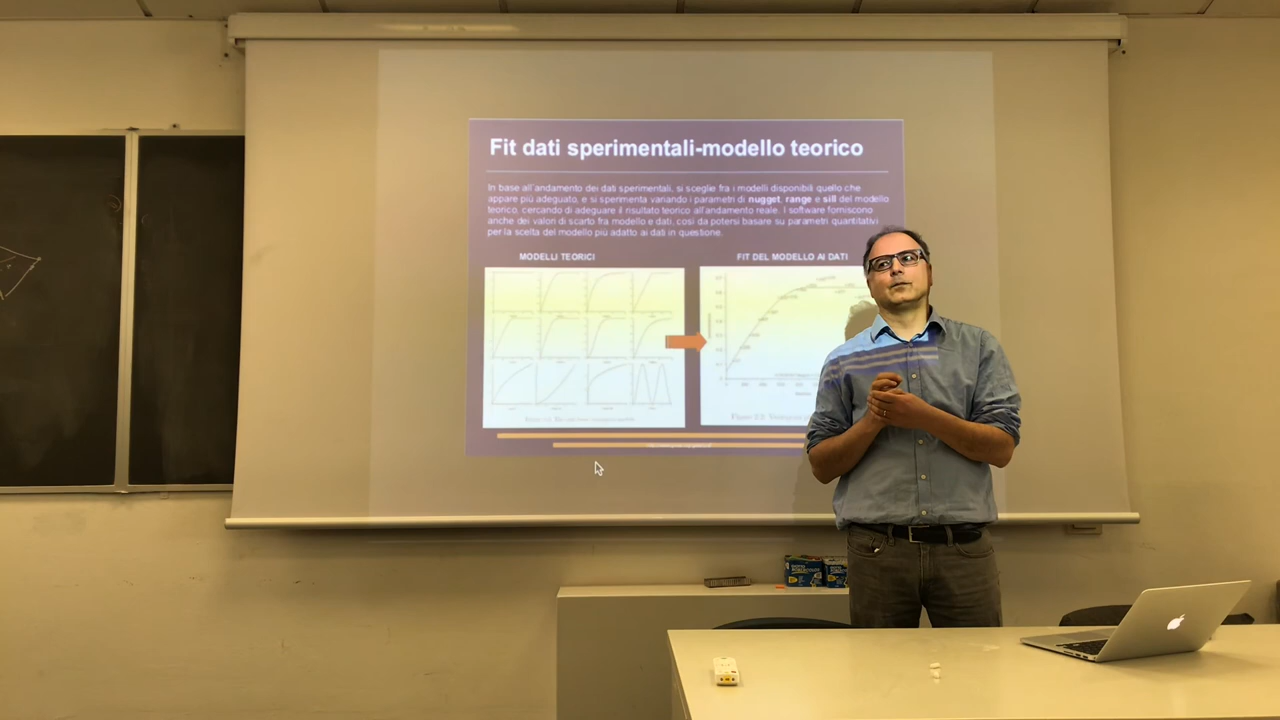 Fit dati sperimentali-modello teorico
In base all'andamento dei dati sperimentali, si sceglie fra i modelli disponibili quello che
appare più adeguato, e si sperimenta variando i parametri di nugget, range e sill del modello
teorico, cercando di adeguare il risultato teorico all'andamento reale. I software forniscono
anche dei valori di scarto fra modello e dati, così da potersi basare su parametri quantitativi
per la scelta del modello più adatto ai dati in questione.
MODELLI TEORICI
FIT DEL MODELLO AI DATI